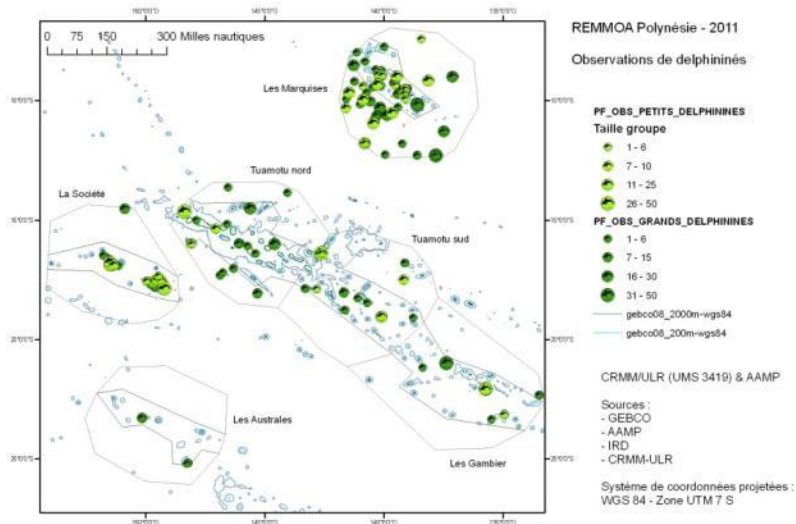 0 75 150 300 Milles nautiques
Les Marquises
Tuamotu nord
La Société
Tuamotu sud
Les Australes
Les Gambier
REMMOA Polynésie - 2011
Observations de delphininés
PF_OBS_PETITS_DELPHININES
Taille groupe
1 - 6
7 - 10
11 - 25
26 - 50
PF_OBS_GRANDS_DELPHININES
1 - 6
7 - 15
16 - 30
31 - 50
gebco08_2000m-wgs84
gebco08_200m-wgs84
CRMM/ULR (UMS 3419) & AAMP
Sources :
- GEBCO
- AAMP
- IRD
- CRMM-ULR
Système de coordonnées projetées :
WGS 84 - Zone UTM 7 S